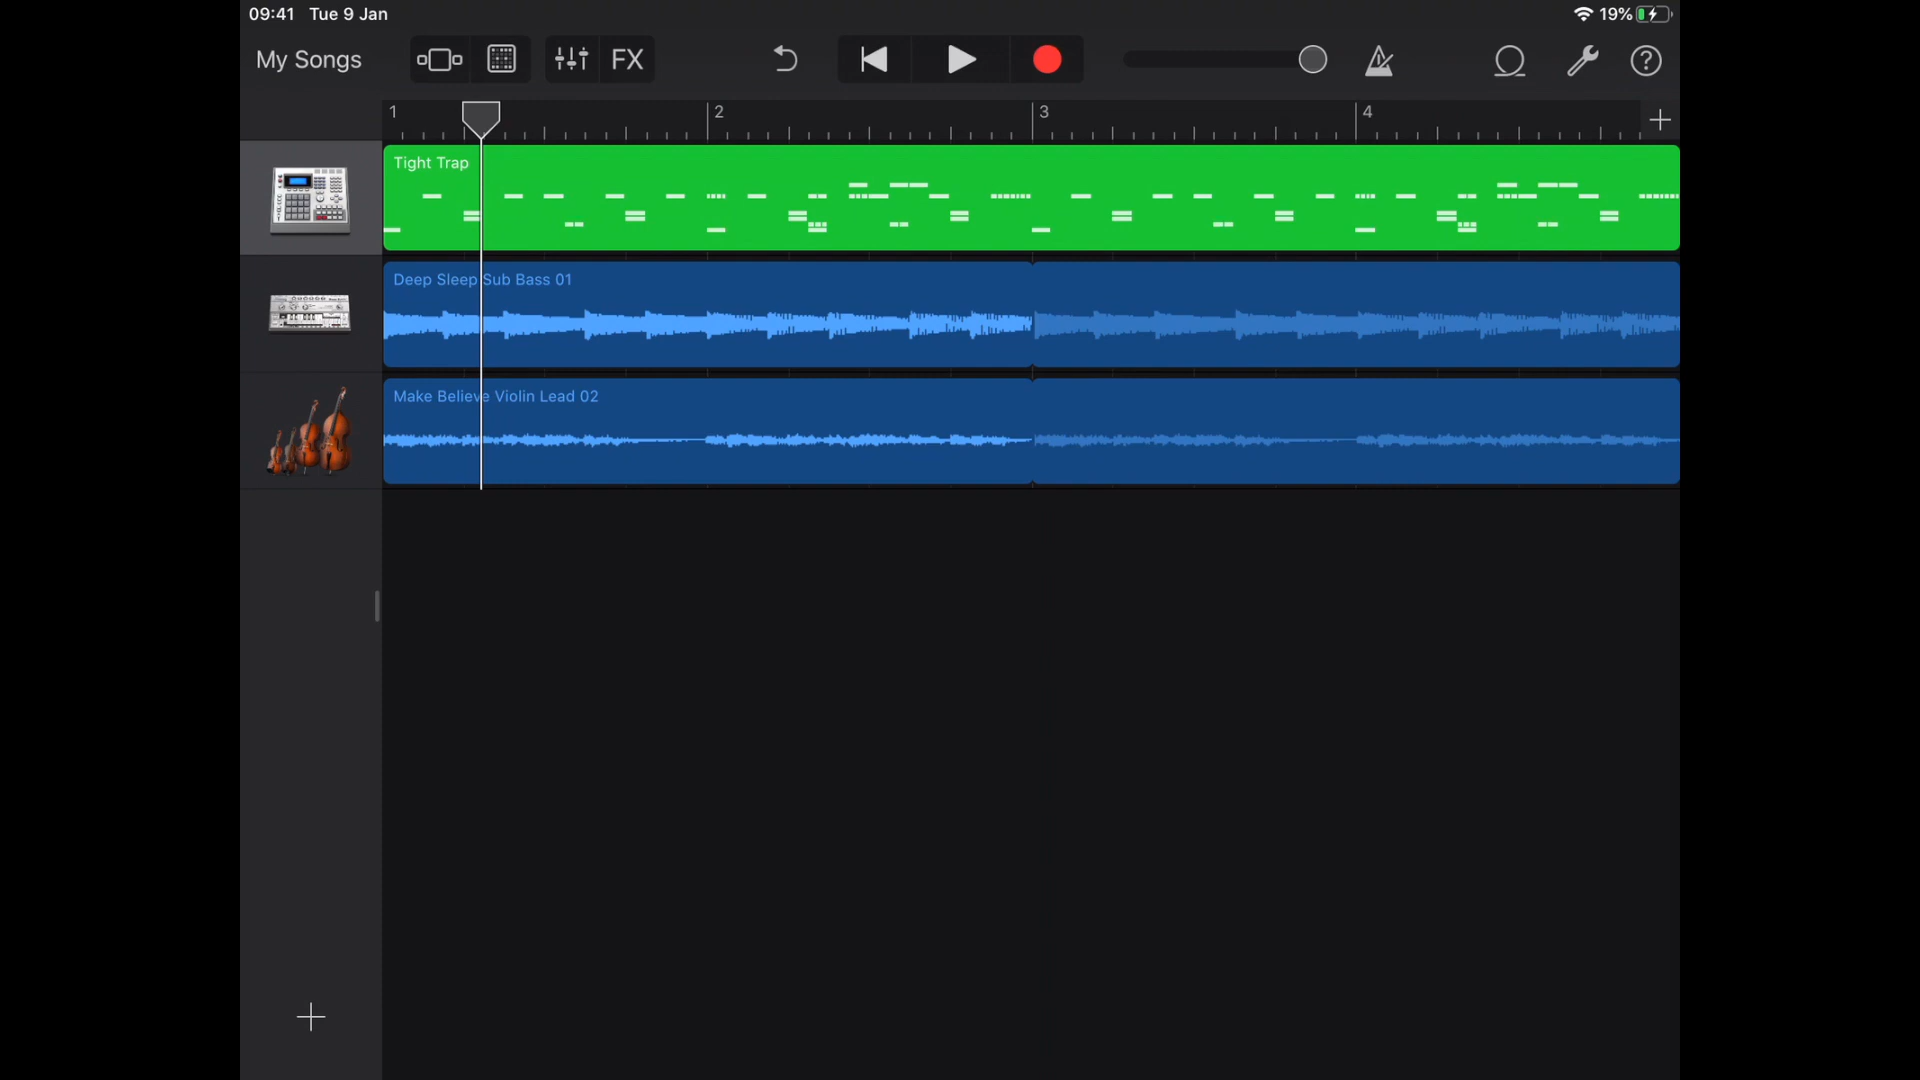 09:41 Tue 9 Jan 19%
My Songs FX
1 2 3 4
Tight Trap
Deep Sleep Sub Bass 01
Make Believe Violin Lead 02